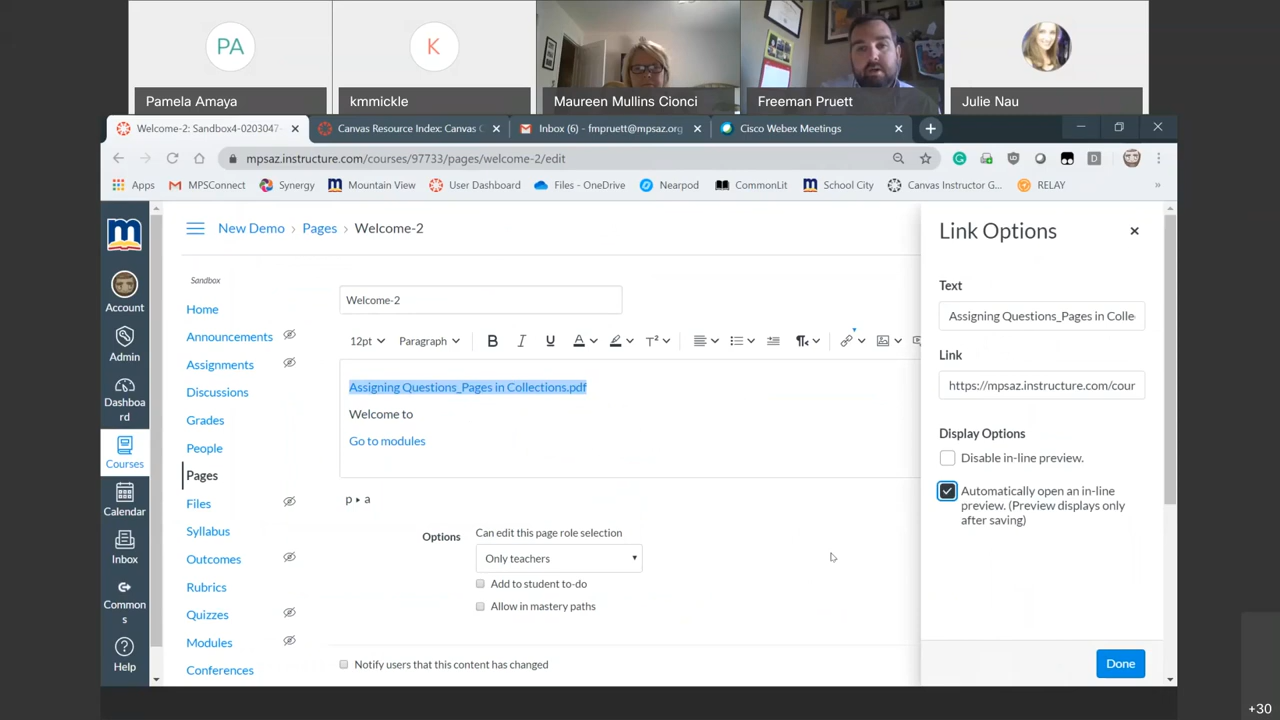 PA
K
Pamela Amaya
kmmickle
Maureen Mullins Cionci
Freeman Pruett
Julie Nau
Welcome-2: Sandbox4-0203047-
Canvas Resource Index: Canvas C
Inbox (6) - fmpruett@mpsaz.org
Cisco Webex Meetings
mpsaz.instructure.com/courses/97733/pages/welcome-2/edit
Apps
MPSConnect
Synergy
Mountain View
User Dashboard
Files - OneDrive
Nearpod
CommonLit
School City
Canvas Instructor G...
RELAY
Account
Admin
Dashboa
rd
Courses
Calendar
Inbox
Common
s
Help
New Demo
Pages
Welcome-2
Sandbox
Home
Announcements
Assignments
Discussions
Grades
People
Pages
Files
Syllabus
Outcomes
Rubrics
Quizzes
Modules
Conferences
Welcome-2
12pt
Paragraph
B
I
U
A
T²
Assigning Questions_Pages in Collections.pdf
Welcome to
Go to modules
p ▸ a
Options
Can edit this page role selection
Only teachers
Add to student to-do
Allow in mastery paths
Notify users that this content has changed
Link Options
Text
Assigning Questions_Pages in Colle
Link
https://mpsaz.instructure.com/cour
Display Options
Disable in-line preview.
Automatically open an in-line
preview. (Preview displays only
after saving)
Done
+30